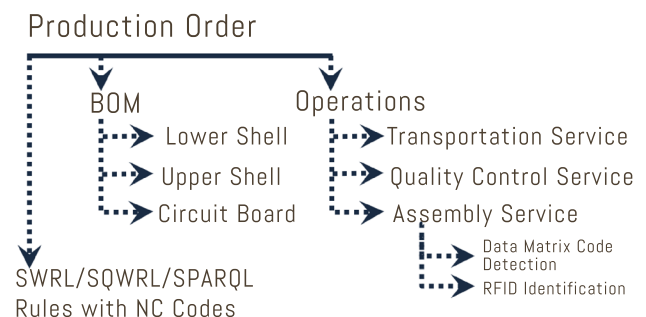 Production Order
BOM
Lower Shell
Upper Shell
Circuit Board
Operations
Transportation Service
Quality Control Service
Assembly Service
Data Matrix Code
Detection
RFID Identification
SWRL/SQWRL/SPARQL
Rules with NC Codes